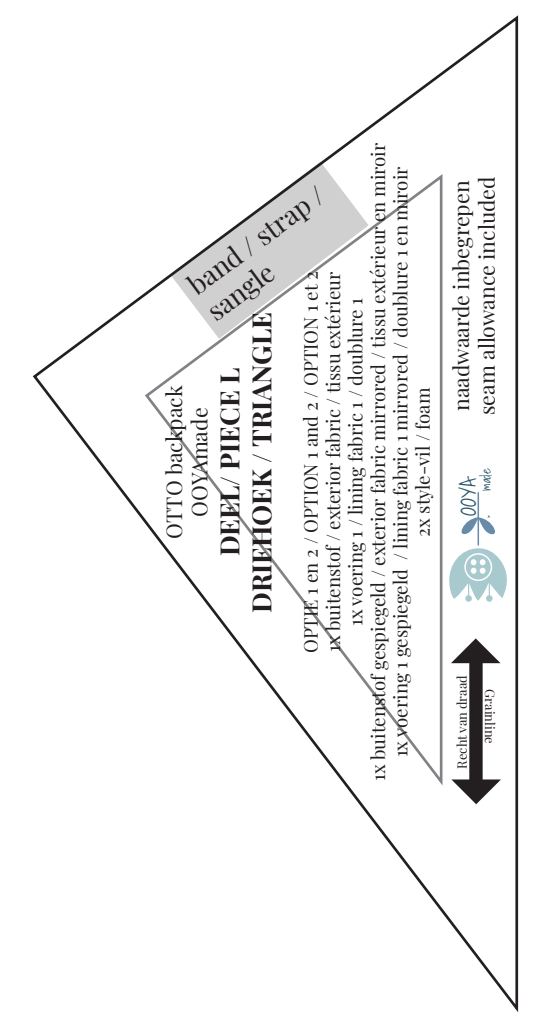 OTTO backpack
OOYAmade
DEEL/ PIECE L
DRIEHOEK / TRIANGLE
OPTIE 1 en 2 / OPTION 1 and 2 / OPTION 1 et 2
1x buitenstof / exterior fabric / tissu extérieur
1x voering 1 / lining fabric 1 / doublure 1
1x buitenstof gespiegeld / exterior fabric mirrored / tissu extérieur en miroir
1x voering 1 gespiegeld / lining fabric 1 mirrored / doublure 1 en miroir
2x style-vil / foam
band / strap /
sangle
naadwaarde inbegrepen
seam allowance included
OOYA
made
Recht van draad
Grainline